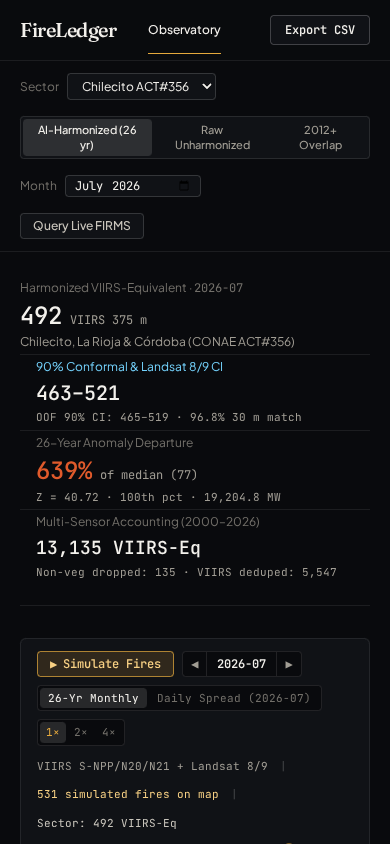 FireLedger
Observatory
Export CSV
Sector
Chilecito ACT#356
AI-Harmonized (26
yr)
Raw
Unharmonized
2012+
Overlap
Month
July 2026
Query Live FIRMS
Harmonized VIIRS-Equivalent · 2026-07
492 VIIRS 375 m
Chilecito, La Rioja & Córdoba (CONAE ACT#356)
90% Conformal & Landsat 8/9 CI
463–521
OOF 90% CI: 465–519 · 96.8% 30 m match
26-Year Anomaly Departure
639% of median (77)
Z = 40.72 · 100th pct · 19,204.8 MW
Multi-Sensor Accounting (2000–2026)
13,135 VIIRS-Eq
Non-veg dropped: 135 · VIIRS deduped: 5,547
▶ Simulate Fires
◀ 2026-07 ▶
26-Yr Monthly
Daily Spread (2026-07)
1× 2× 4×
VIIRS S-NPP/N20/N21 + Landsat 8/9 |
531 simulated fires on map |
Sector: 492 VIIRS-Eq